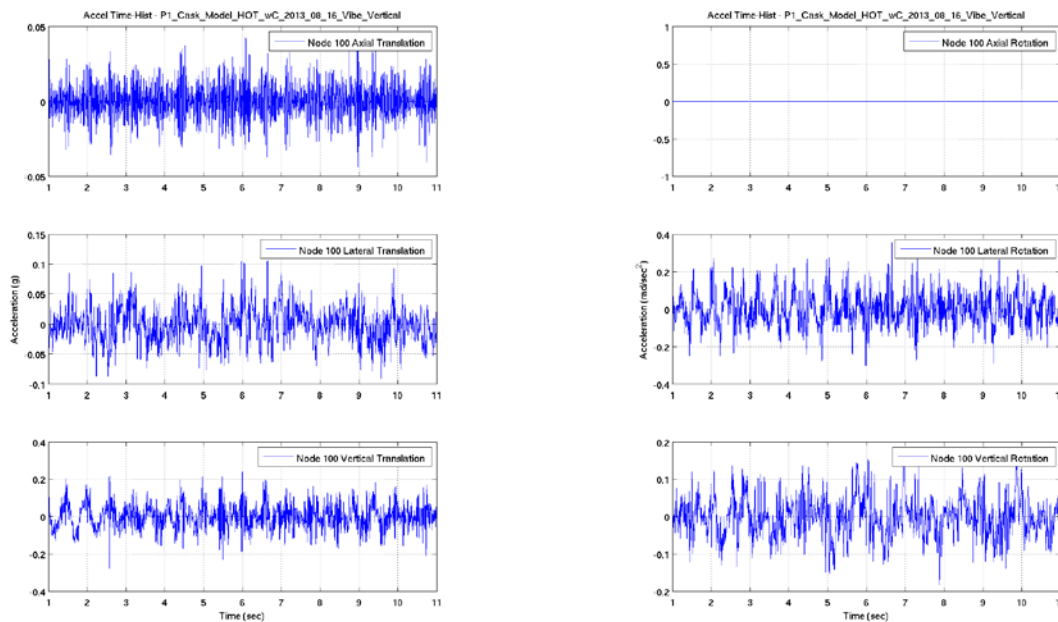 Accel Time-Hist - P1_Cnsk_Model_HOT_wC_2013_08_16_Vibe_Vertical
0.05
0
-0.05
Node 100 Axial Translation
1 2 3 4 5 6 7 8 9 10 11
Acceleration (g)
0.15
0.1
0.05
0
-0.05
-0.1
Node 100 Lateral Translation
1 2 3 4 5 6 7 8 9 10 11
0.4
0.2
0
-0.2
-0.4
Node 100 Vertical Translation
1 2 3 4 5 6 7 8 9 10 11
Time (sec)
Accel Time-Hist - P1_Cnsk_Model_HOT_wC_2013_08_16_Vibe_Vertical
1
0.5
0
-0.5
-1
Node 100 Axial Rotation
1 2 3 4 5 6 7 8 9 10 1
Acceleration (rad/sec²)
0.4
0.2
0
-0.2
-0.4
Node 100 Lateral Rotation
1 2 3 4 5 6 7 8 9 10 1
0.2
0.1
0
-0.1
-0.2
Node 100 Vertical Rotation
1 2 3 4 5 6 7 8 9 10 1
Time (sec)